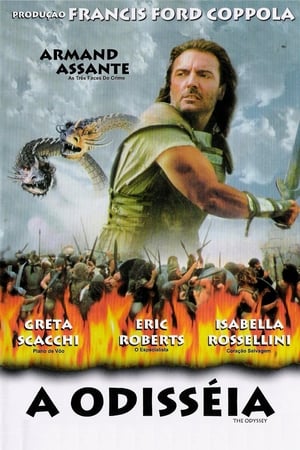 PRODUÇÃO FRANCIS FORD COPPOLA
ARMAND
ASSANTE
As Três Faces do Crime
GRETA
SCACCHI
Plano de Vôo
ERIC
ROBERTS
O Especialista
ISABELLA
ROSSELLINI
Coração Selvagem
A ODISSÉIA
THE ODYSSEY